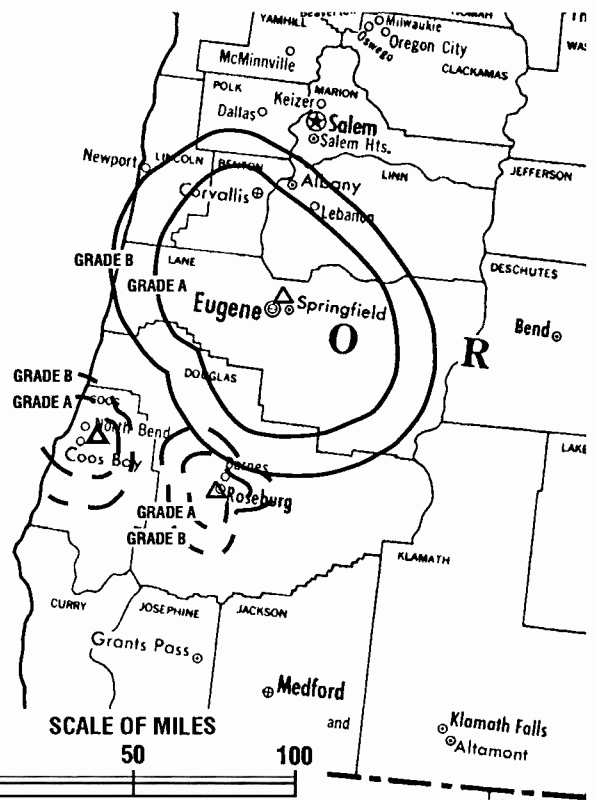 YAMHILL
Milwaukie
Oswego
Oregon City
McMinnville
CLACKAMAS
POLK
MARION
Keizer
Dallas
Salem
Salem Hts.
Newport
LINCOLN
BENTON
LINN
JEFFERSON
Corvallis
Albany
Lebanon
GRADE B
LANE
DESCHUTES
GRADE A
Eugene
Springfield
O
R
Bend
DOUGLAS
GRADE B
GRADE A
COOS
North Bend
Coos Bay
LAKE
Barnes
Roseburg
GRADE A
GRADE B
KLAMATH
CURRY
JOSEPHINE
JACKSON
Grants Pass
Medford
and
Klamath Falls
Altamont
SCALE OF MILES
50
100